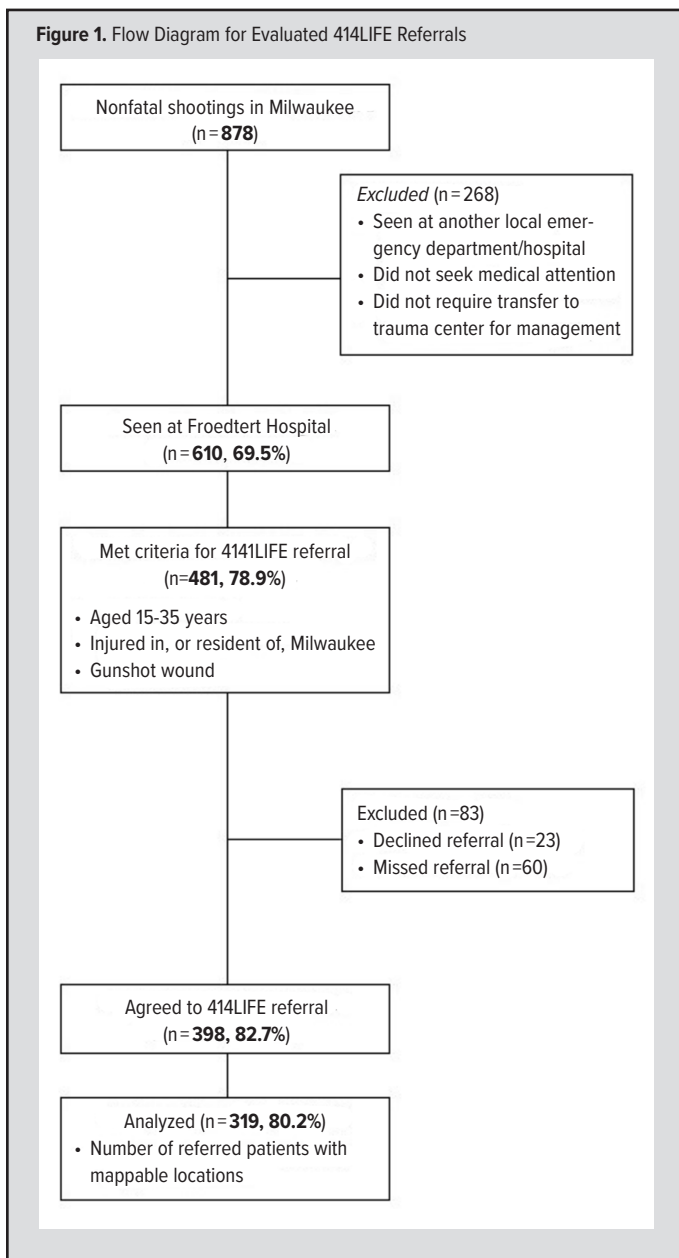 Figure 1. Flow Diagram for Evaluated 414LIFE Referrals
Nonfatal shootings in Milwaukee
(n=878)
Excluded (n=268)
• Seen at another local emer-
gency department/hospital
• Did not seek medical attention
• Did not require transfer to
trauma center for management
Seen at Froedtert Hospital
(n=610, 69.5%)
Met criteria for 4141LIFE referral
(n=481, 78.9%)
• Aged 15-35 years
• Injured in, or resident of, Milwaukee
• Gunshot wound
Excluded (n=83)
• Declined referral (n=23)
• Missed referral (n=60)
Agreed to 414LIFE referral
(n=398, 82.7%)
Analyzed (n=319, 80.2%)
• Number of referred patients with
mappable locations